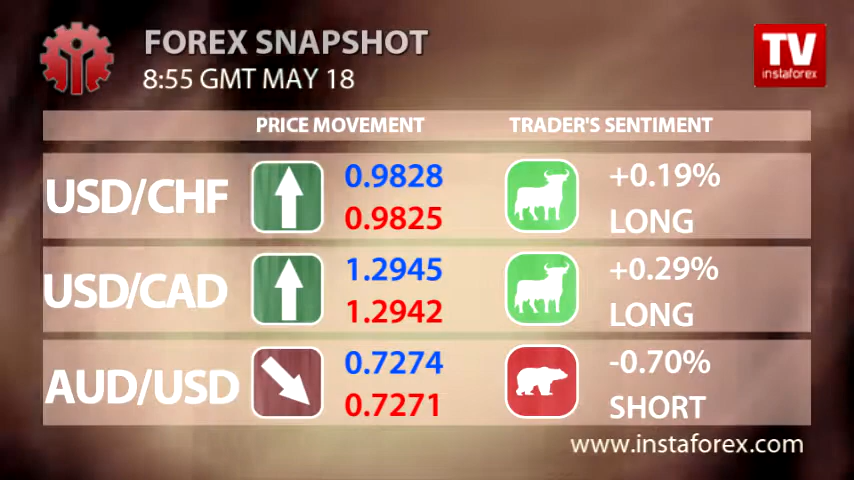 FOREX SNAPSHOT
8:55 GMT MAY 18
TV
instaforex
PRICE MOVEMENT TRADER'S SENTIMENT
USD/CHF
0.9828
0.9825
+0.19%
LONG
USD/CAD
1.2945
1.2942
+0.29%
LONG
AUD/USD
0.7274
0.7271
-0.70%
SHORT
www.instaforex.com